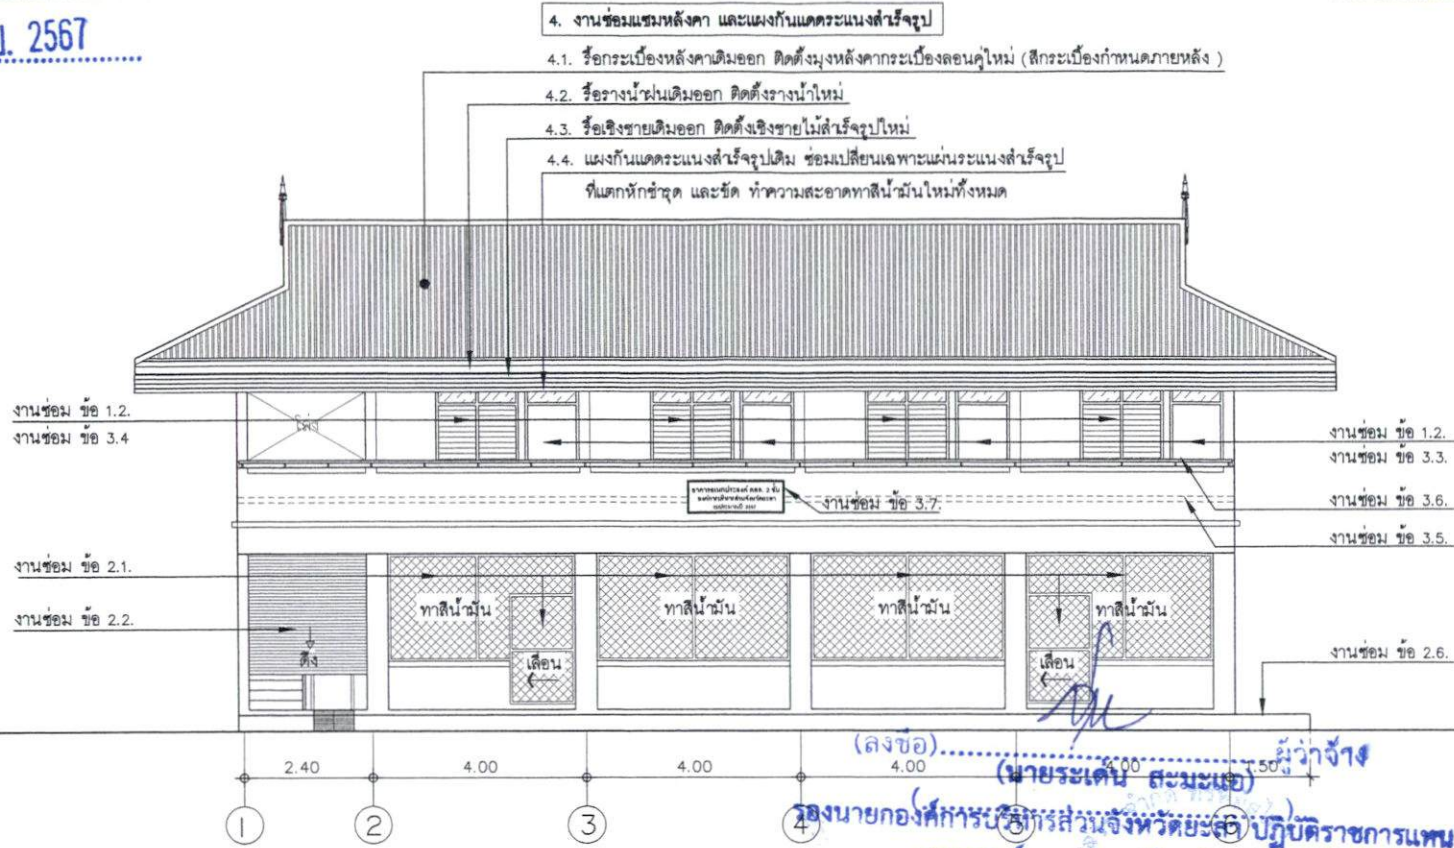 2567
4. งานซ่อมแซมหลังคา และแผงกันแดดระแนงสำเร็จรูป
4.1. รื้อกระเบื้องหลังคาเดิมออก ติดตั้งมุงหลังคากระเบื้องลอนคู่ใหม่ (สีกระเบื้องกำหนดภายหลัง )
4.2. รื้อรางน้ำฝนเดิมออก ติดตั้งรางน้ำใหม่
4.3. รื้อเชิงชายเดิมออก ติดตั้งเชิงชายไม้สำเร็จรูปใหม่
4.4. แผงกันแดดระแนงสำเร็จรูปเดิม ซ่อมเปลี่ยนเฉพาะแผ่นระแนงสำเร็จรูป
ที่แตกหักชำรุด และขัด ทำความสะอาดทาสีน้ำมันใหม่ทั้งหมด
งานซ่อม ข้อ 1.2.
งานซ่อม ข้อ 3.4
งานซ่อม ข้อ 1.2.
งานซ่อม ข้อ 3.3.
งานซ่อม ข้อ 3.6.
งานซ่อม ข้อ 3.7.
งานซ่อม ข้อ 3.5.
งานซ่อม ข้อ 2.1.
ทาสีน้ำมัน
ทาสีน้ำมัน
ทาสีน้ำมัน
ทาสีน้ำมัน
งานซ่อม ข้อ 2.2.
ดึง
เลื่อน
เลื่อน
งานซ่อม ข้อ 2.6.
(ลงชื่อ)..............................ผู้ว่าจ้าง
2.40 4.00 4.00 4.00 4.00 1.50
(นายระเด่น สะมะแอ)
รองนายกองค์การบริหารส่วนจังหวัดยะลา ปฏิบัติราชการแทน
1 2 3 4 5 6